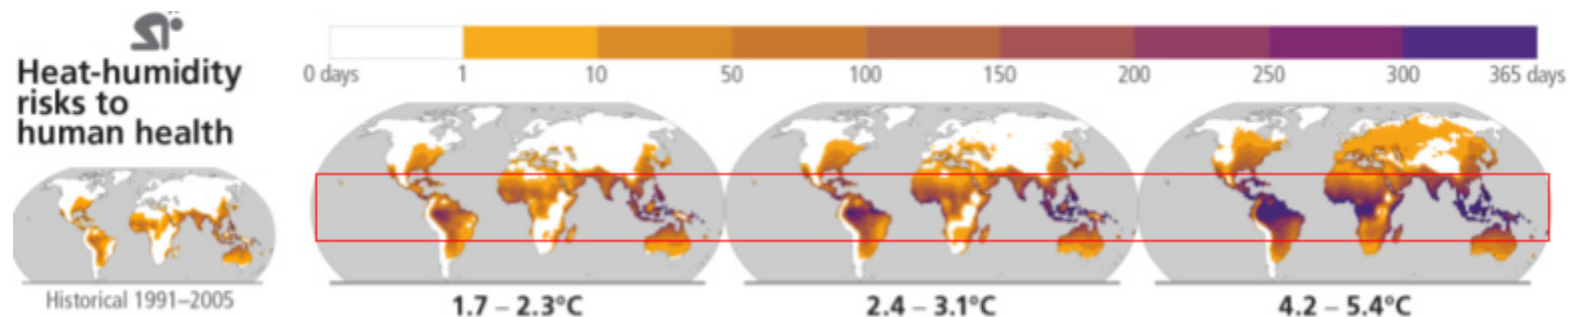 Heat-humidity
risks to
human health
0 days 1 10 50 100 150 200 250 300 365 days
Historical 1991–2005
1.7 – 2.3°C 2.4 – 3.1°C 4.2 – 5.4°C